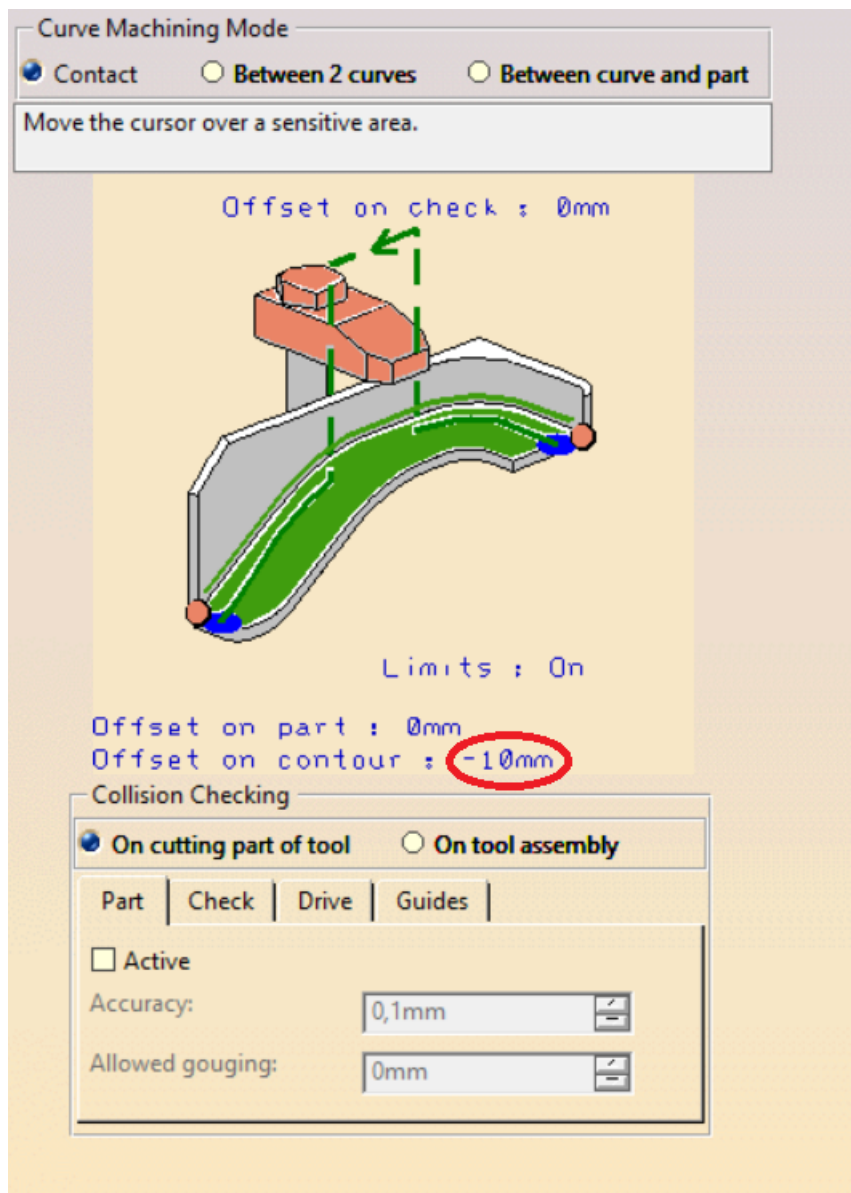 Curve Machining Mode
Contact Between 2 curves Between curve and part
Move the cursor over a sensitive area.
Offset on check : 0mm
Limits : On
Offset on part : 0mm
Offset on contour : -10mm
Collision Checking
On cutting part of tool On tool assembly
Part Check Drive Guides
Active
Accuracy: 0,1mm
Allowed gouging: 0mm